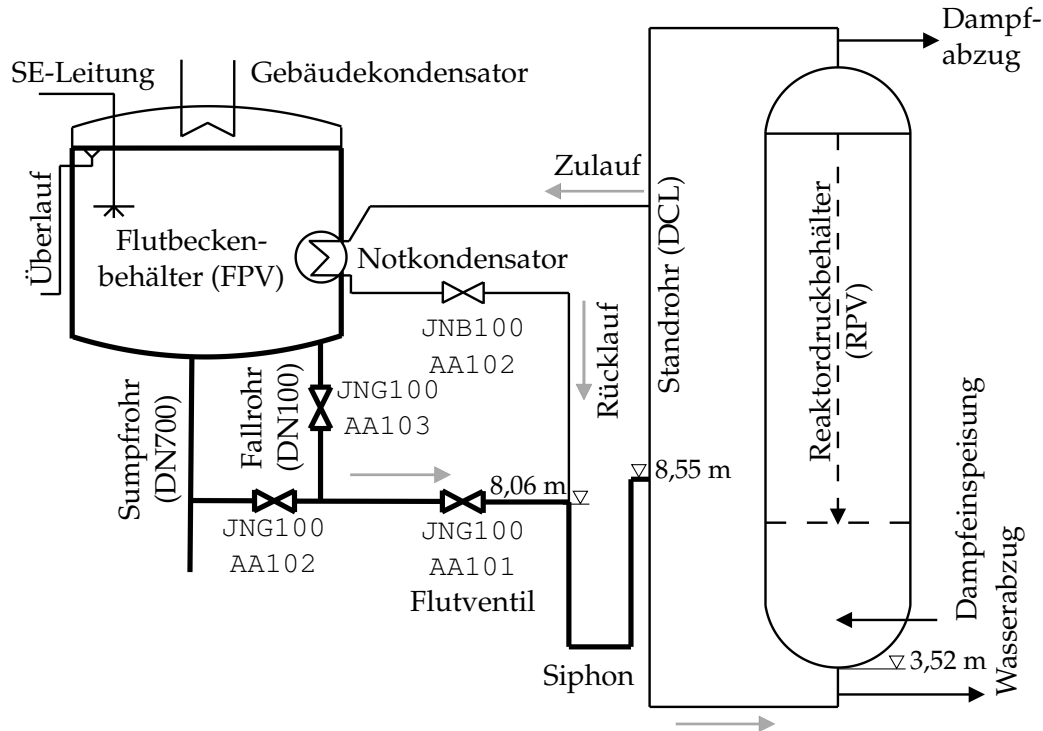 Dampf-
abzug
SE-Leitung
Gebäudekondensator
Überlauf
Flutbecken-
behälter (FPV)
Zulauf
Notkondensator
JNB100
AA102
Rücklauf
Standrohr (DCL)
Reaktordruckbehälter
(RPV)
Sumpfrohr
(DN700)
Fallrohr
(DN100)
JNG100
AA103
8,06 m
8,55 m
JNG100
AA102
JNG100
AA101
Flutventil
Siphon
3,52 m
Dampfeinspeisung
Wasserabzug